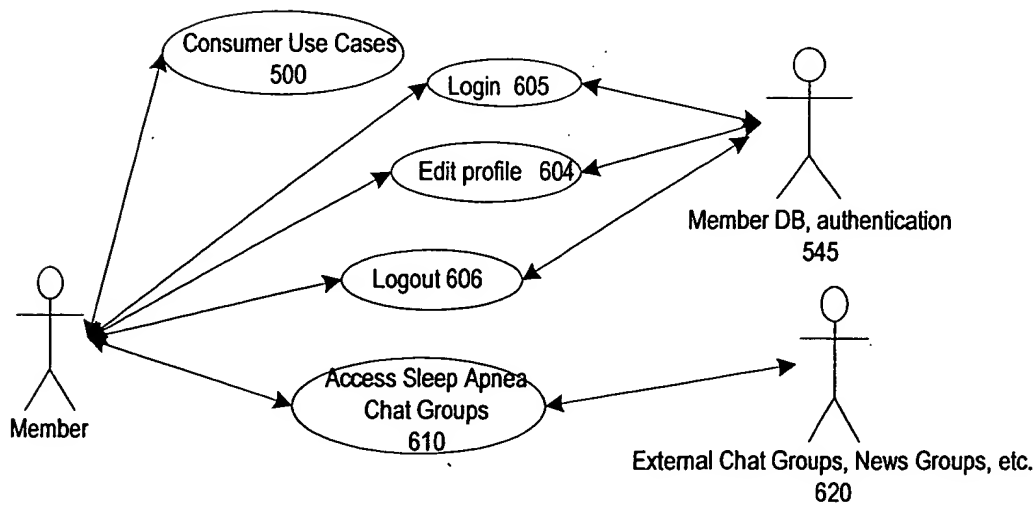 Consumer Use Cases
500
Login 605
Edit profile 604
Member DB, authentication
545
Logout 606
Member
Access Sleep Apnea
Chat Groups
610
External Chat Groups, News Groups, etc.
620